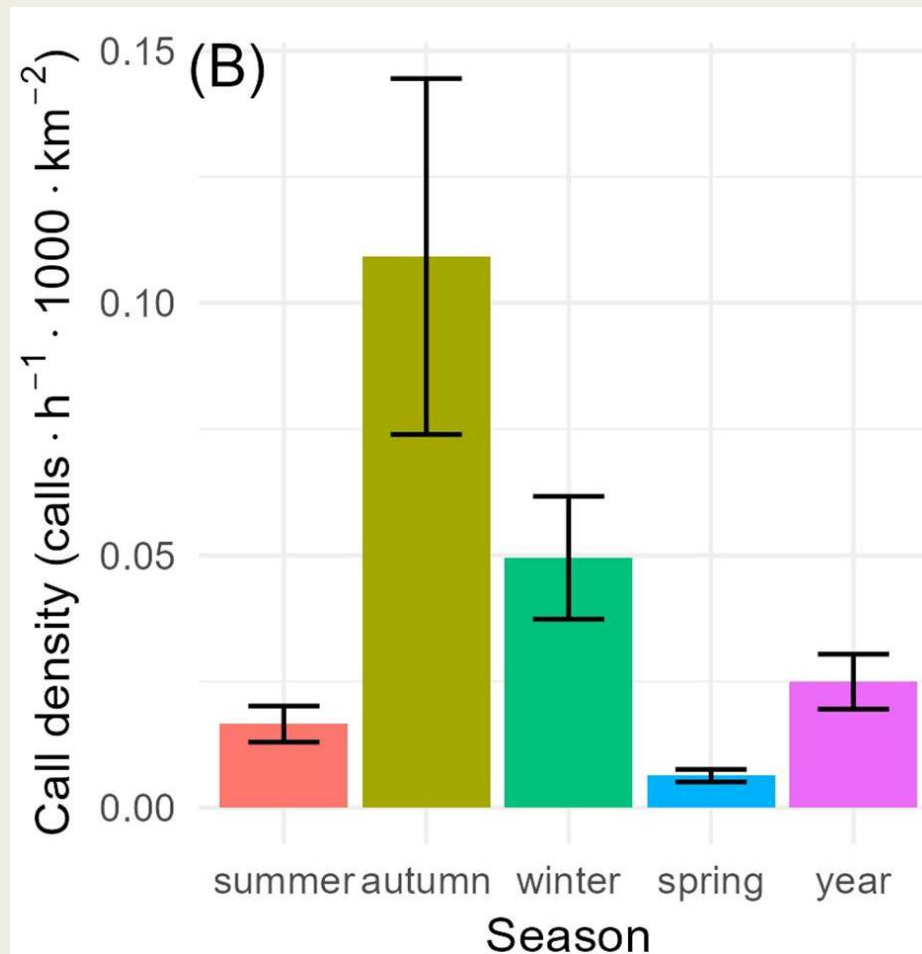 (B)
Call density (calls · h⁻¹ · 1000 · km⁻²)
0.15
0.10
0.05
0.00
summer autumn winter spring year
Season